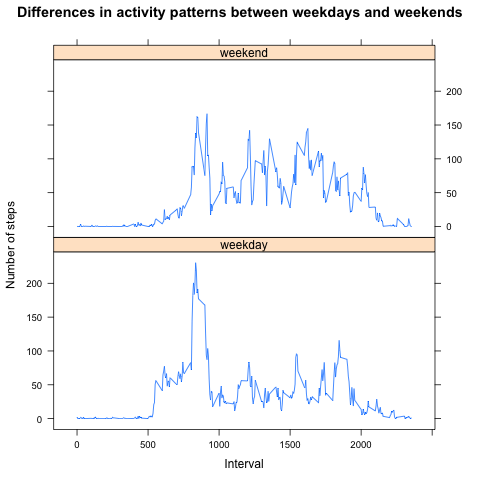 Differences in activity patterns between weekdays and weekends
weekend
200
150
100
50
0
Number of steps
weekday
200
150
100
50
0
0 500 1000 1500 2000
Interval